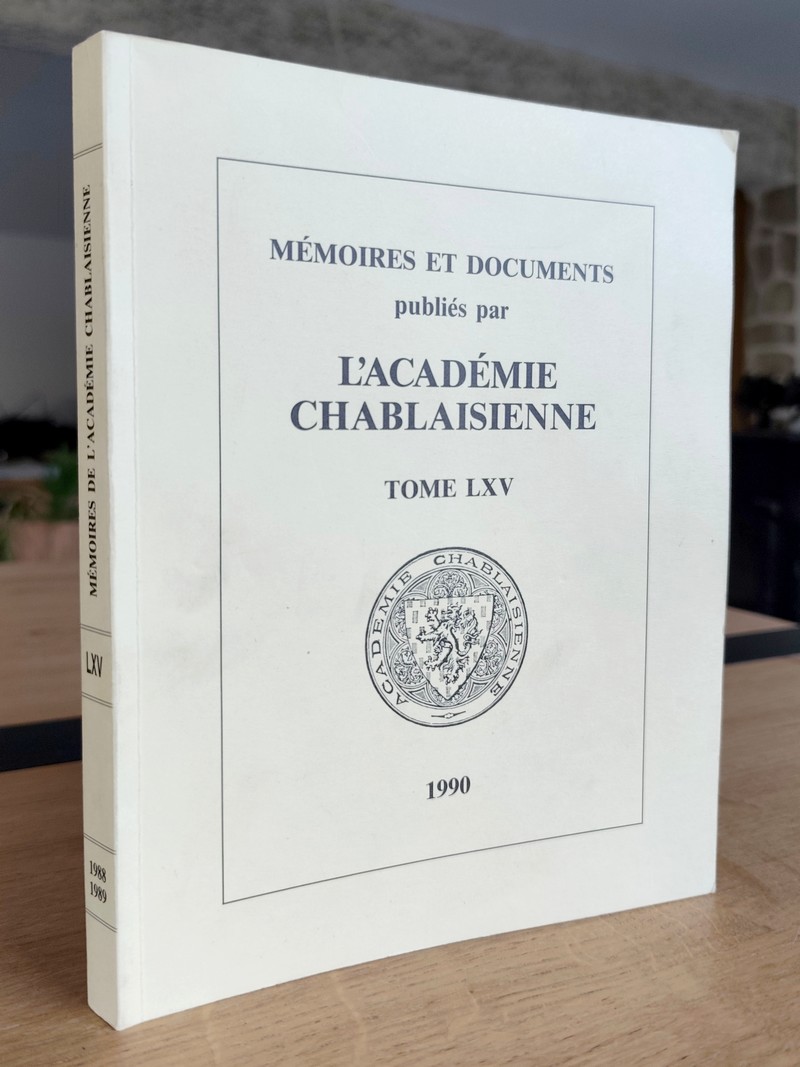 MÉMOIRES ET DOCUMENTS
publiés par
L'ACADÉMIE
CHABLAISIENNE
TOME LXV
ACADEMIE CHABLAISIENNE
1990
MÉMOIRES DE L'ACADÉMIE CHABLAISIENNE
LXV
1988
1989